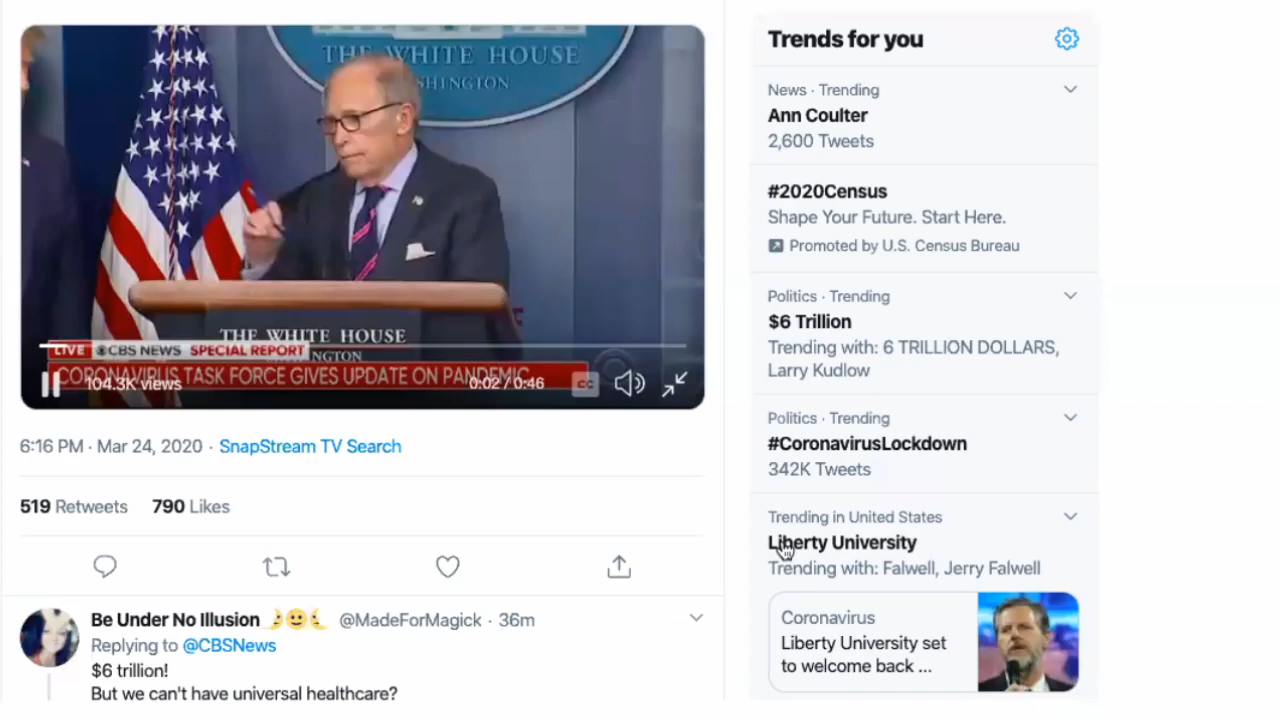 THE WHITE HOUSE
WASHINGTON
THE WHITE HOUSE
LIVE CBS NEWS SPECIAL REPORT
CORONAVIRUS TASK FORCE GIVES UPDATE ON PANDEMIC
104.3K views
0:02 / 0:46
CC
6:16 PM · Mar 24, 2020 · SnapStream TV Search
519 Retweets 790 Likes
Be Under No Illusion @MadeForMagick · 36m
Replying to @CBSNews
$6 trillion!
But we can't have universal healthcare?
Trends for you
News · Trending
Ann Coulter
2,600 Tweets
#2020Census
Shape Your Future. Start Here.
Promoted by U.S. Census Bureau
Politics · Trending
$6 Trillion
Trending with: 6 TRILLION DOLLARS,
Larry Kudlow
Politics · Trending
#CoronavirusLockdown
342K Tweets
Trending in United States
Liberty University
Trending with: Falwell, Jerry Falwell
Coronavirus
Liberty University set
to welcome back ...